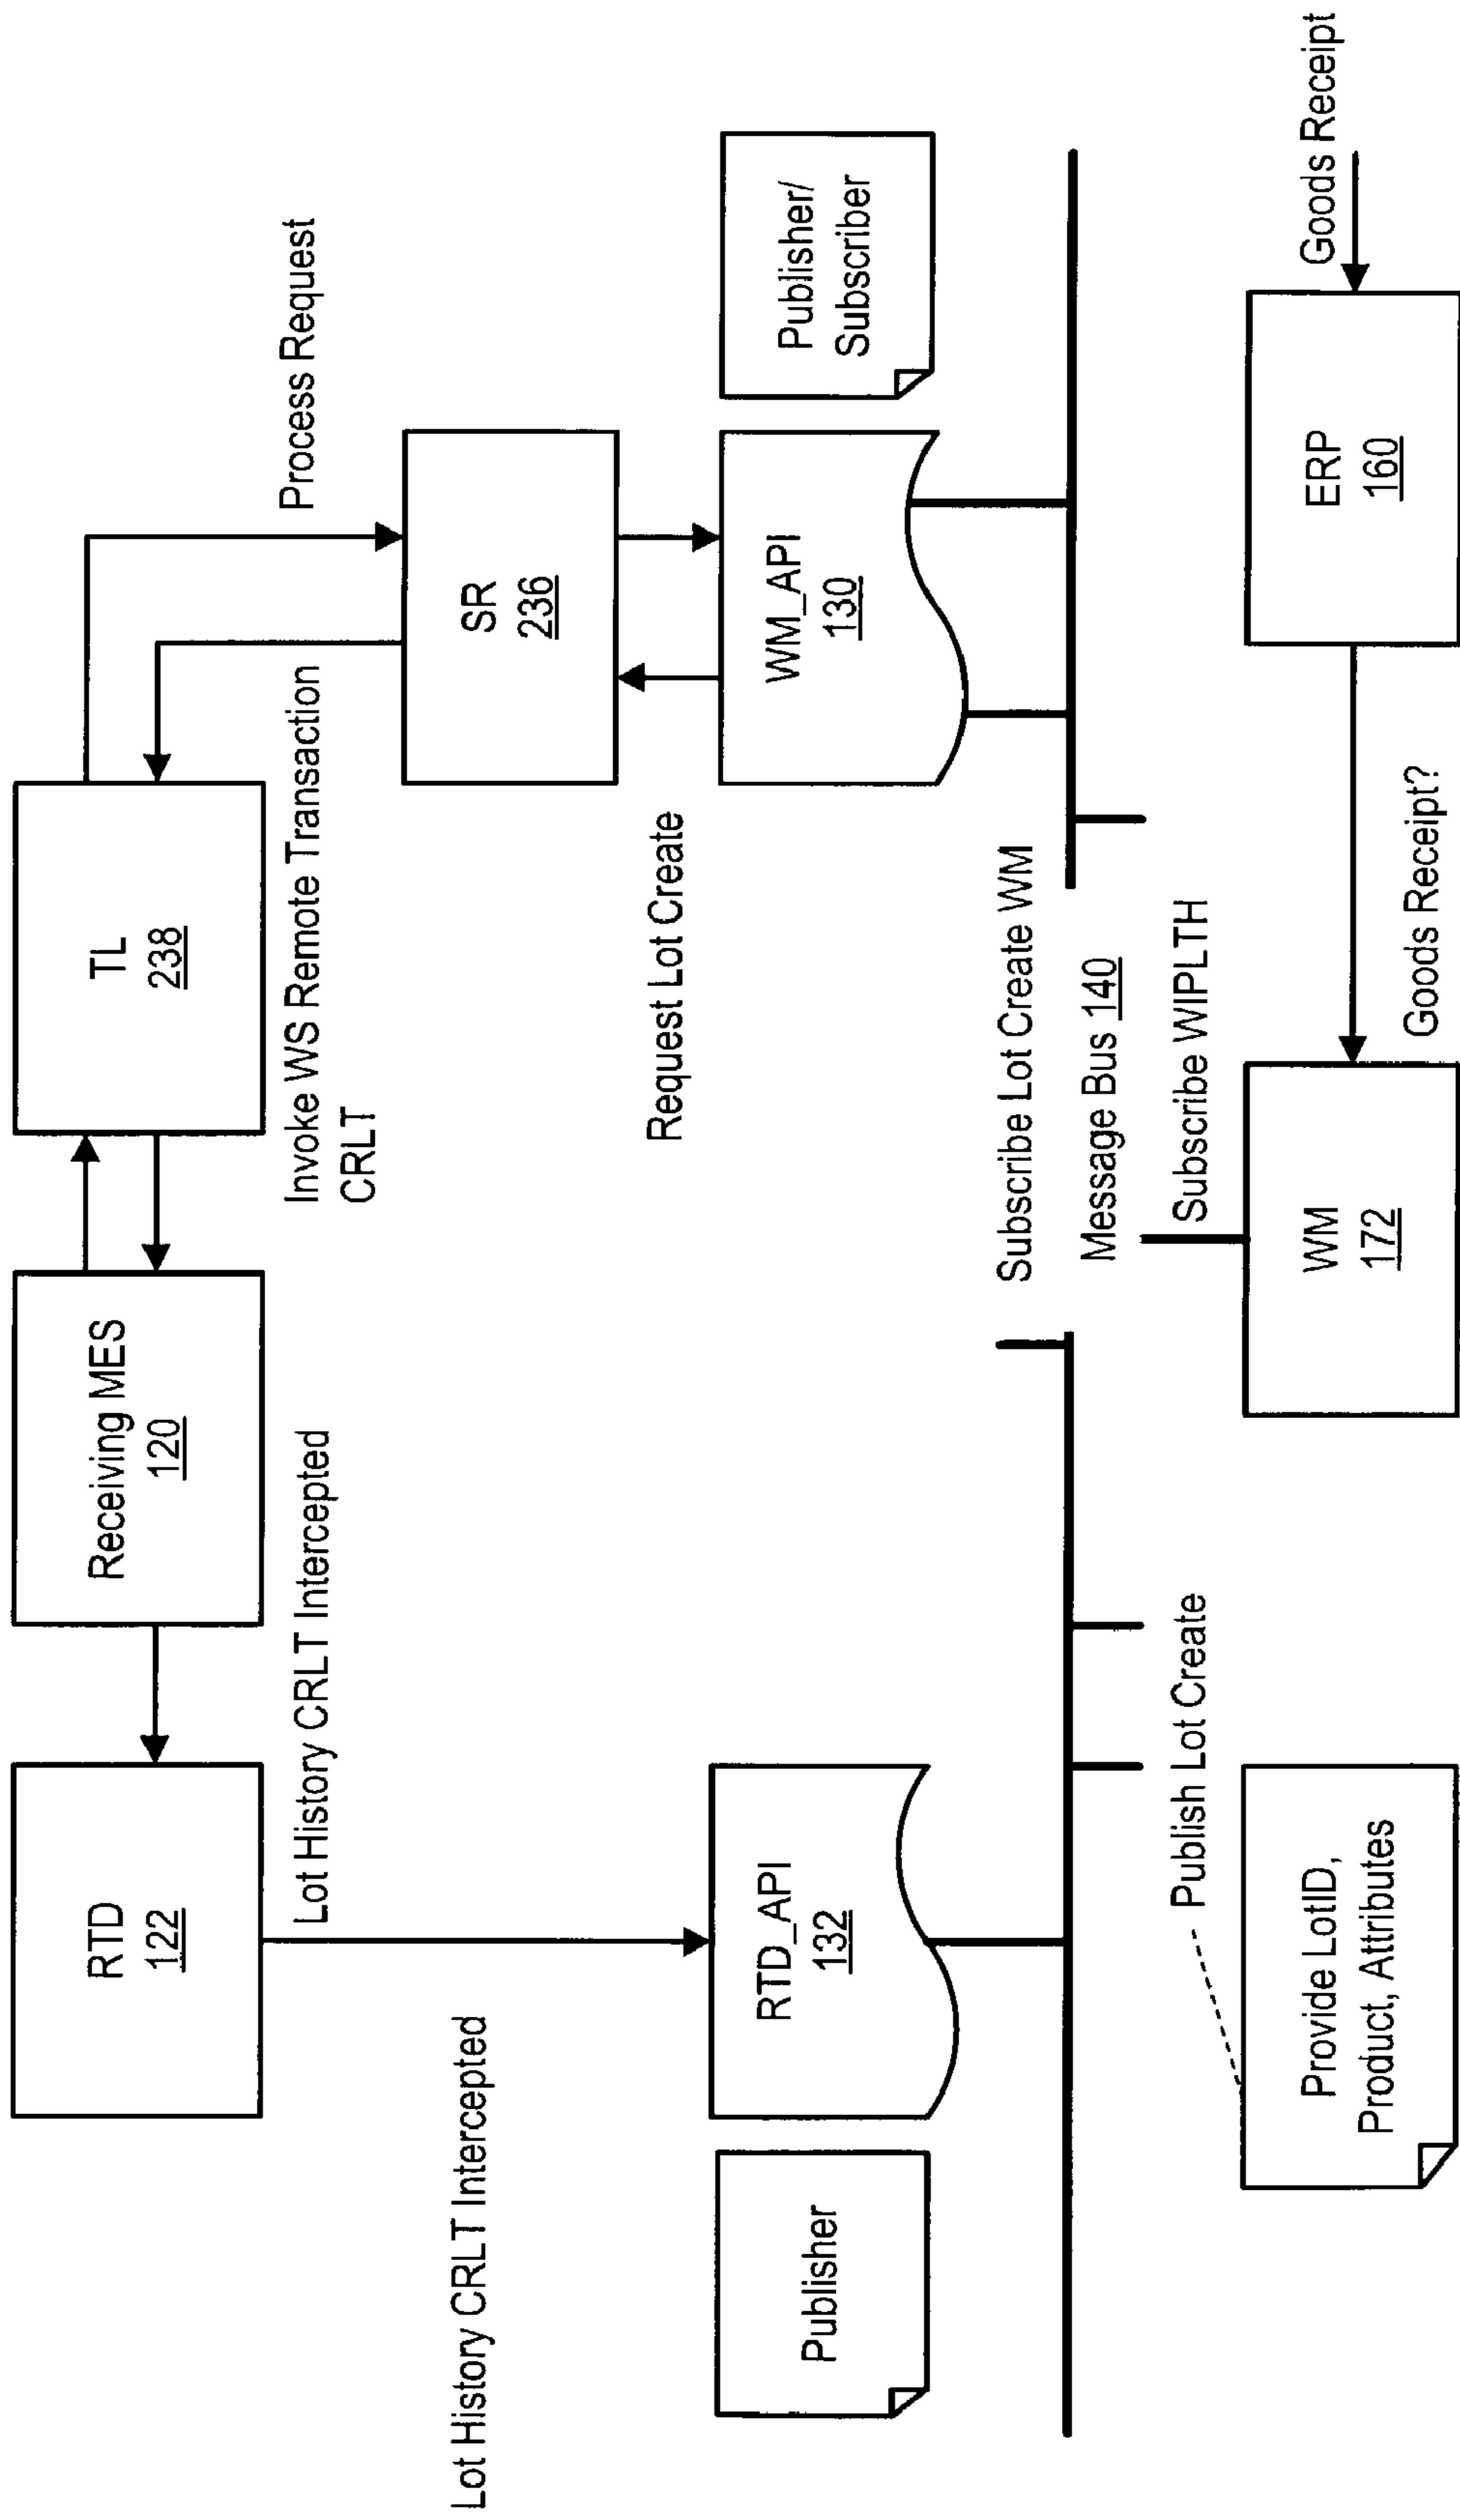 RTD
122
Receiving MES
120
TL
238
Lot History CRLT Intercepted
Invoke WS Remote Transaction
CRLT
Process Request
Lot History CRLT Intercepted
SR
236
Request Lot Create
Publisher
RTD_API
132
WM_API
130
Publisher/
Subscriber
Subscribe Lot Create WM
Message Bus 140
Publish Lot Create
Subscribe WIPLTH
Provide LotID,
Product, Attributes
WM
172
Goods Receipt?
ERP
160
Goods Receipt